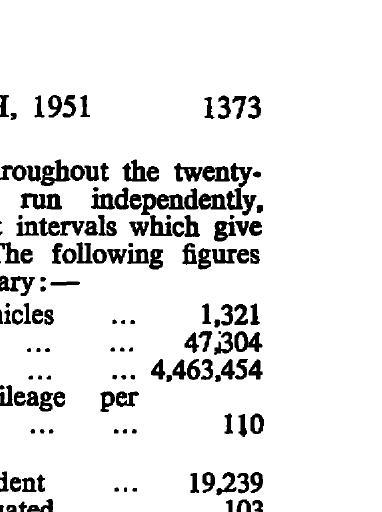 H, 1951 1373
roughout the twenty-
run independently,
t intervals which give
The following figures
ary:—
icles ... 1,321
... ... 47,304
... ... 4,463,454
ileage per
... ... 110
dent ... 19,239
uated 103